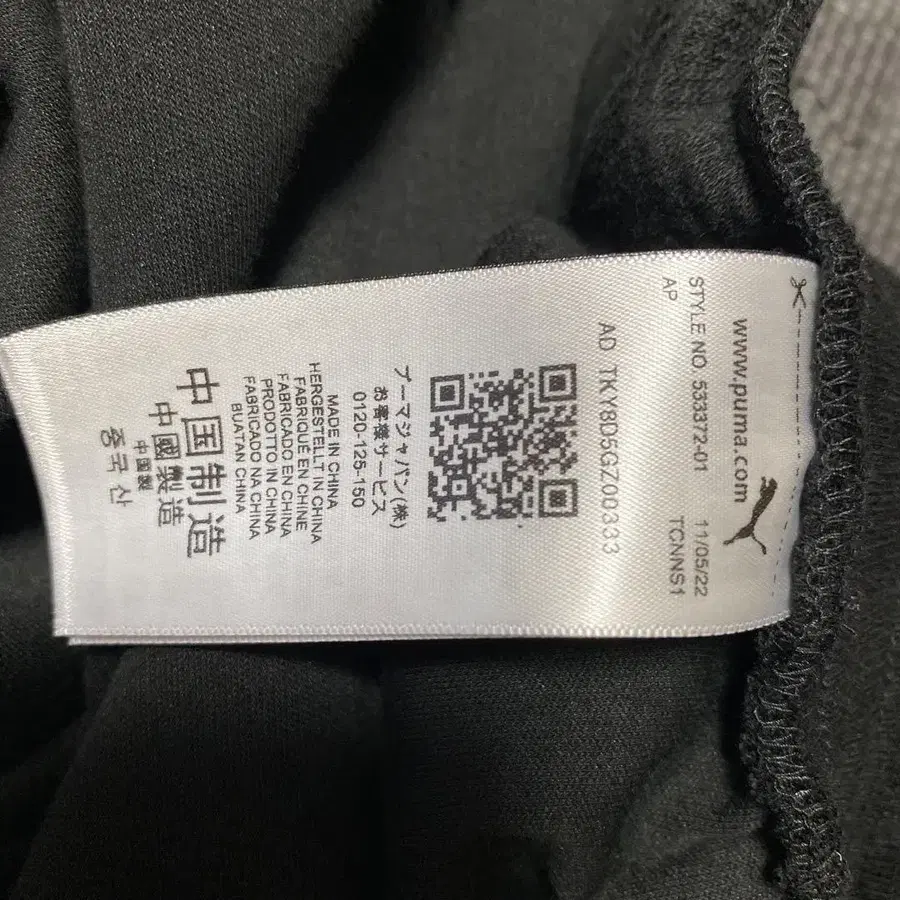 www.puma.com
STYLE NO 533372-01 11/05/22
AP TCNNS1
AD TKY8D5GZ00333
プーマジャパン(株)
お客様サービス
0120-125-150
MADE IN CHINA
HERGESTELLT IN CHINA
FABRIQUÉ EN CHINE
FABRICADO EN CHINA
PRODOTTO IN CHINA
FABRICADO NA CHINA
BUATAN CHINA
中国制造
中國製造
中国製
중국 산